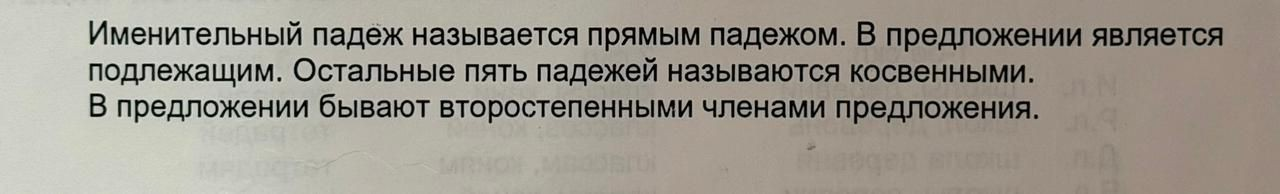 Именительный падеж называется прямым падежом. В предложении является
подлежащим. Остальные пять падежей называются косвенными.
В предложении бывают второстепенными членами предложения.